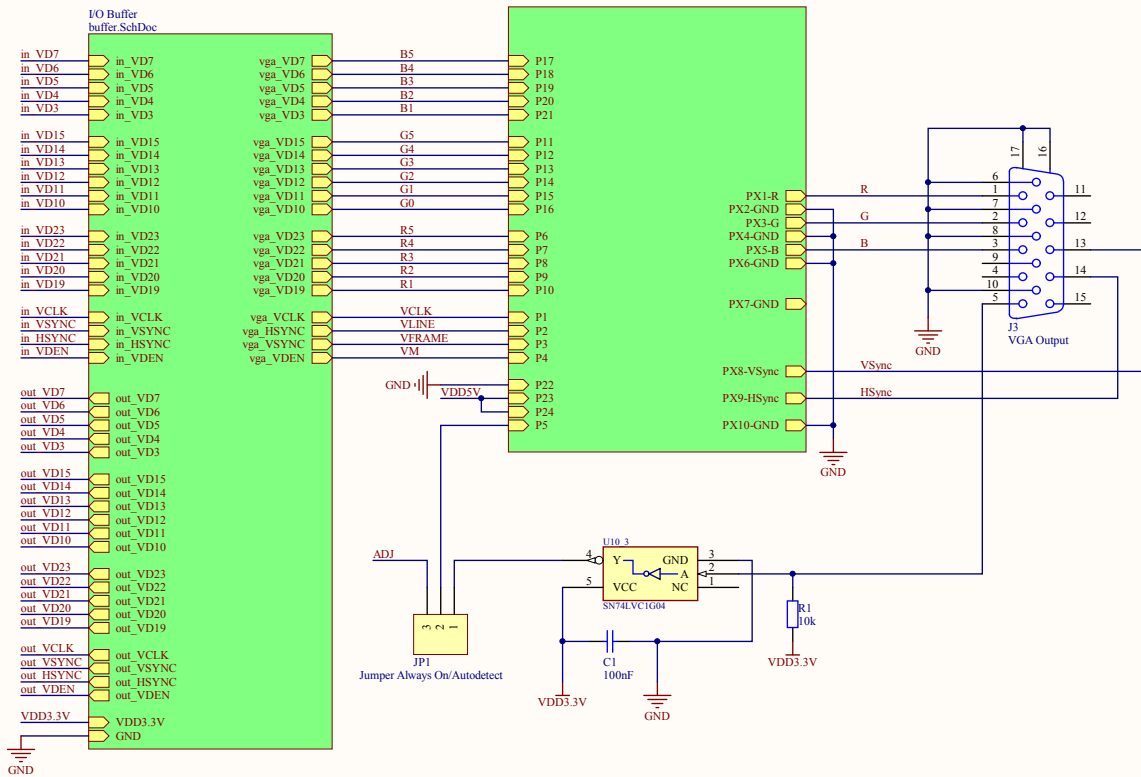 I/O Buffer
buffer.SchDoc
in_VD7 in_VD7 vga_VD7 B5 P17
in_VD6 in_VD6 vga_VD6 B4 P18
in_VD5 in_VD5 vga_VD5 B3 P19
in_VD4 in_VD4 vga_VD4 B2 P20
in_VD3 in_VD3 vga_VD3 B1 P21
in_VD15 in_VD15 vga_VD15 G5 P11
in_VD14 in_VD14 vga_VD14 G4 P12
in_VD13 in_VD13 vga_VD13 G3 P13
in_VD12 in_VD12 vga_VD12 G2 P14
in_VD11 in_VD11 vga_VD11 G1 P15
in_VD10 in_VD10 vga_VD10 G0 P16
in_VD23 in_VD23 vga_VD23 R5 P6
in_VD22 in_VD22 vga_VD22 R4 P7
in_VD21 in_VD21 vga_VD21 R3 P8
in_VD20 in_VD20 vga_VD20 R2 P9
in_VD19 in_VD19 vga_VD19 R1 P10
in_VCLK in_VCLK vga_VCLK VCLK P1
in_VSYNC in_VSYNC vga_HSYNC VLINE P2
in_HSYNC in_HSYNC vga_VSYNC VFRAME P3
in_VDEN in_VDEN vga_VDEN VM P4
GND P22
VDD5V P23
P24
P5
out_VD7 out_VD7
out_VD6 out_VD6
out_VD5 out_VD5
out_VD4 out_VD4
out_VD3 out_VD3
out_VD15 out_VD15
out_VD14 out_VD14
out_VD13 out_VD13
out_VD12 out_VD12
out_VD11 out_VD11
out_VD10 out_VD10
out_VD23 out_VD23
out_VD22 out_VD22
out_VD21 out_VD21
out_VD20 out_VD20
out_VD19 out_VD19
out_VCLK out_VCLK
out_VSYNC out_VSYNC
out_HSYNC out_HSYNC
out_VDEN out_VDEN
VDD3.3V VDD3.3V
GND
GND
PX1-R R
PX2-GND
PX3-G G
PX4-GND
PX5-B B
PX6-GND
PX7-GND
PX8-VSync VSync
PX9-HSync HSync
PX10-GND
GND
17 16
6
1 11
7
2 12
8
3 13
9
4 14
10
5 15
J3
VGA Output
GND
ADJ
3 2 1
JP1
Jumper Always On/Autodetect
U10_3
4 Y GND 3
A 2
5 VCC NC 1
SN74LVC1G04
C1
100nF
VDD3.3V
GND
R1
10k
VDD3.3V